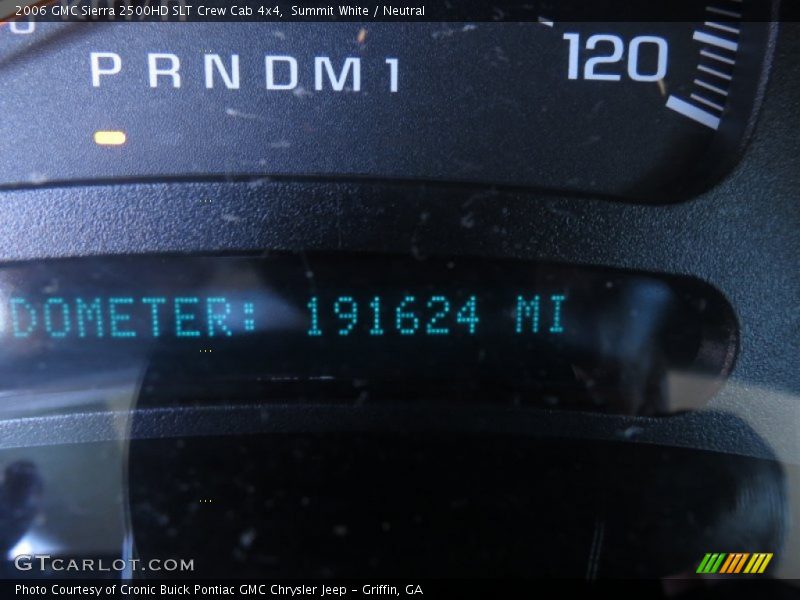 2006 GMC Sierra 2500HD SLT Crew Cab 4x4, Summit White / Neutral
120
P R N D M 1
DOMETER: 191624 MI
GTCARLOT.COM
Photo Courtesy of Cronic Buick Pontiac GMC Chrysler Jeep - Griffin, GA